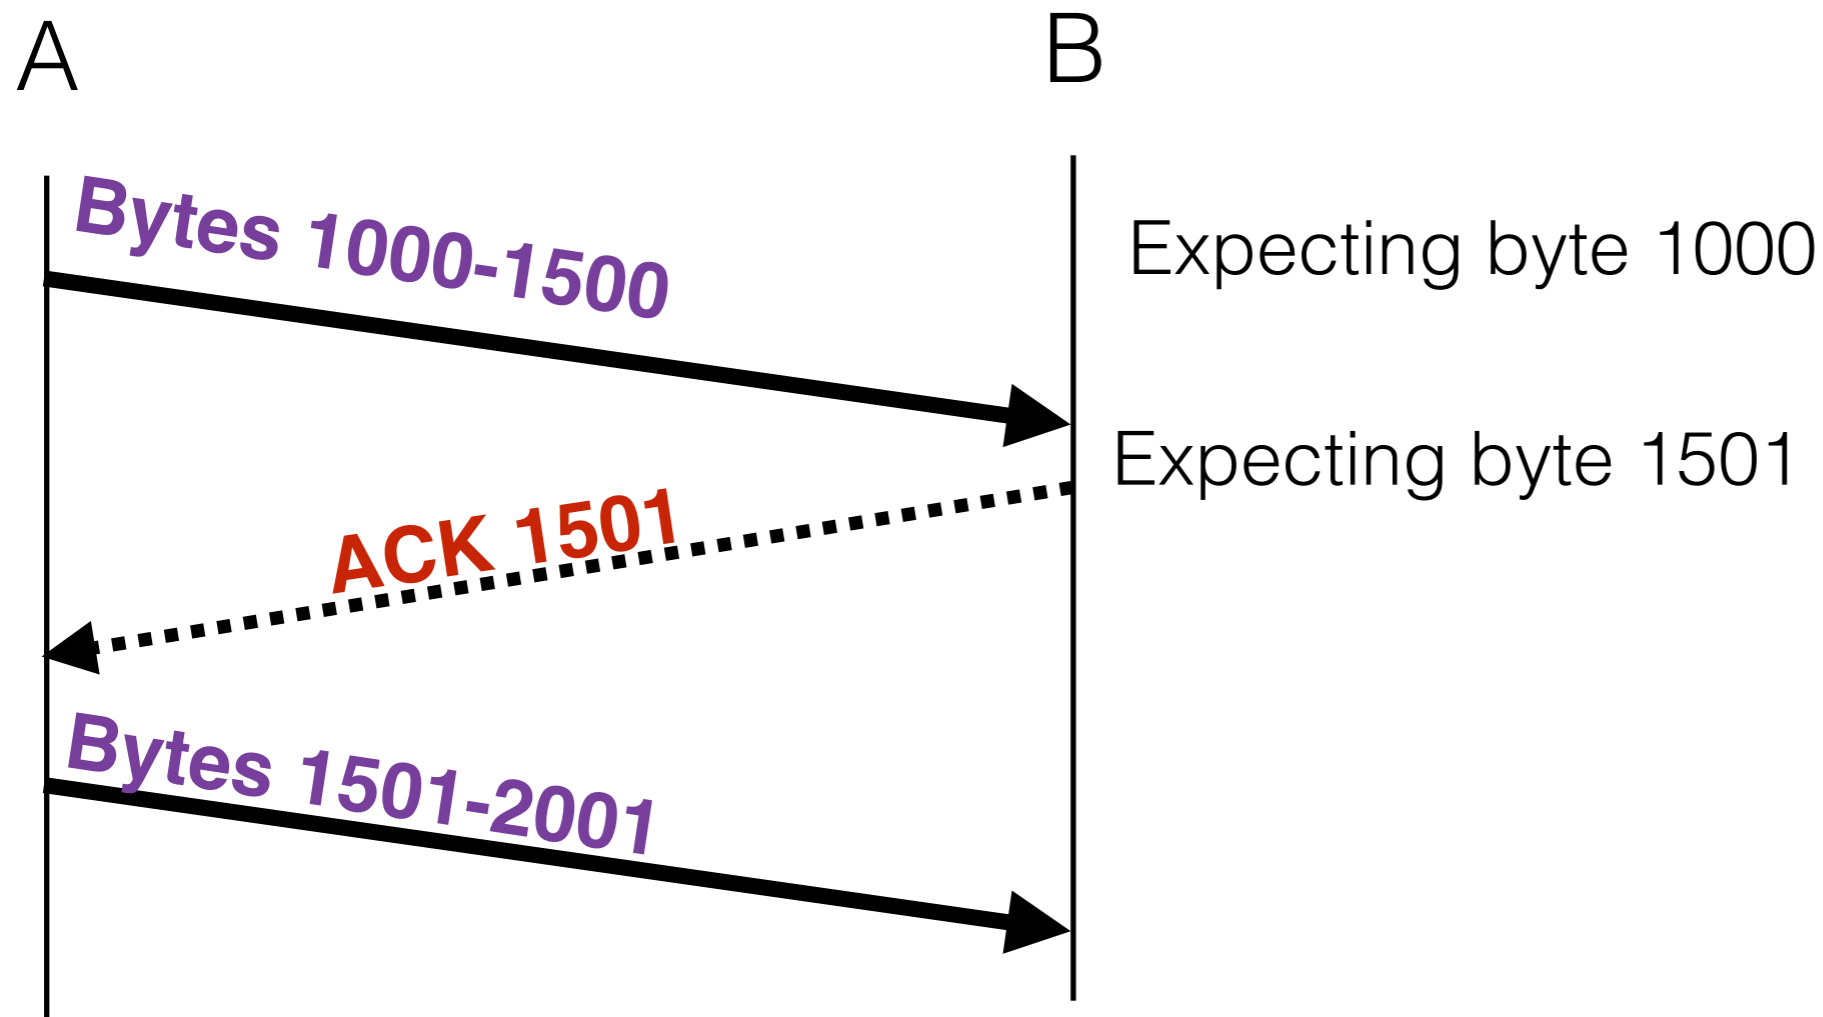 A
B
Bytes 1000-1500
Expecting byte 1000
Expecting byte 1501
ACK 1501
Bytes 1501-2001